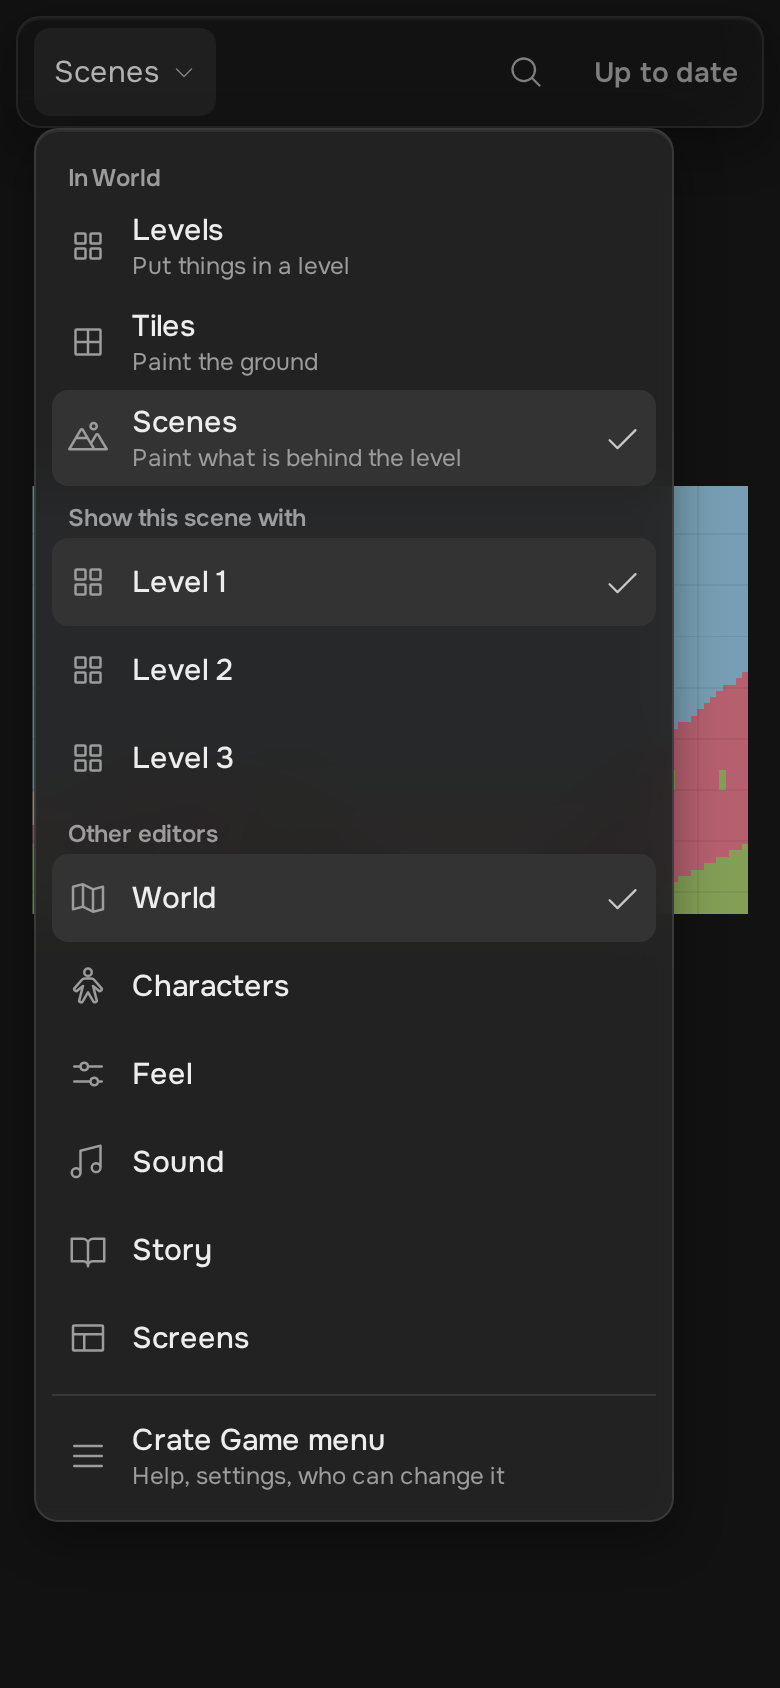 Scenes
Up to date
In World
Levels
Put things in a level
Tiles
Paint the ground
Scenes
Paint what is behind the level
Show this scene with
Level 1
Level 2
Level 3
Other editors
World
Characters
Feel
Sound
Story
Screens
Crate Game menu
Help, settings, who can change it